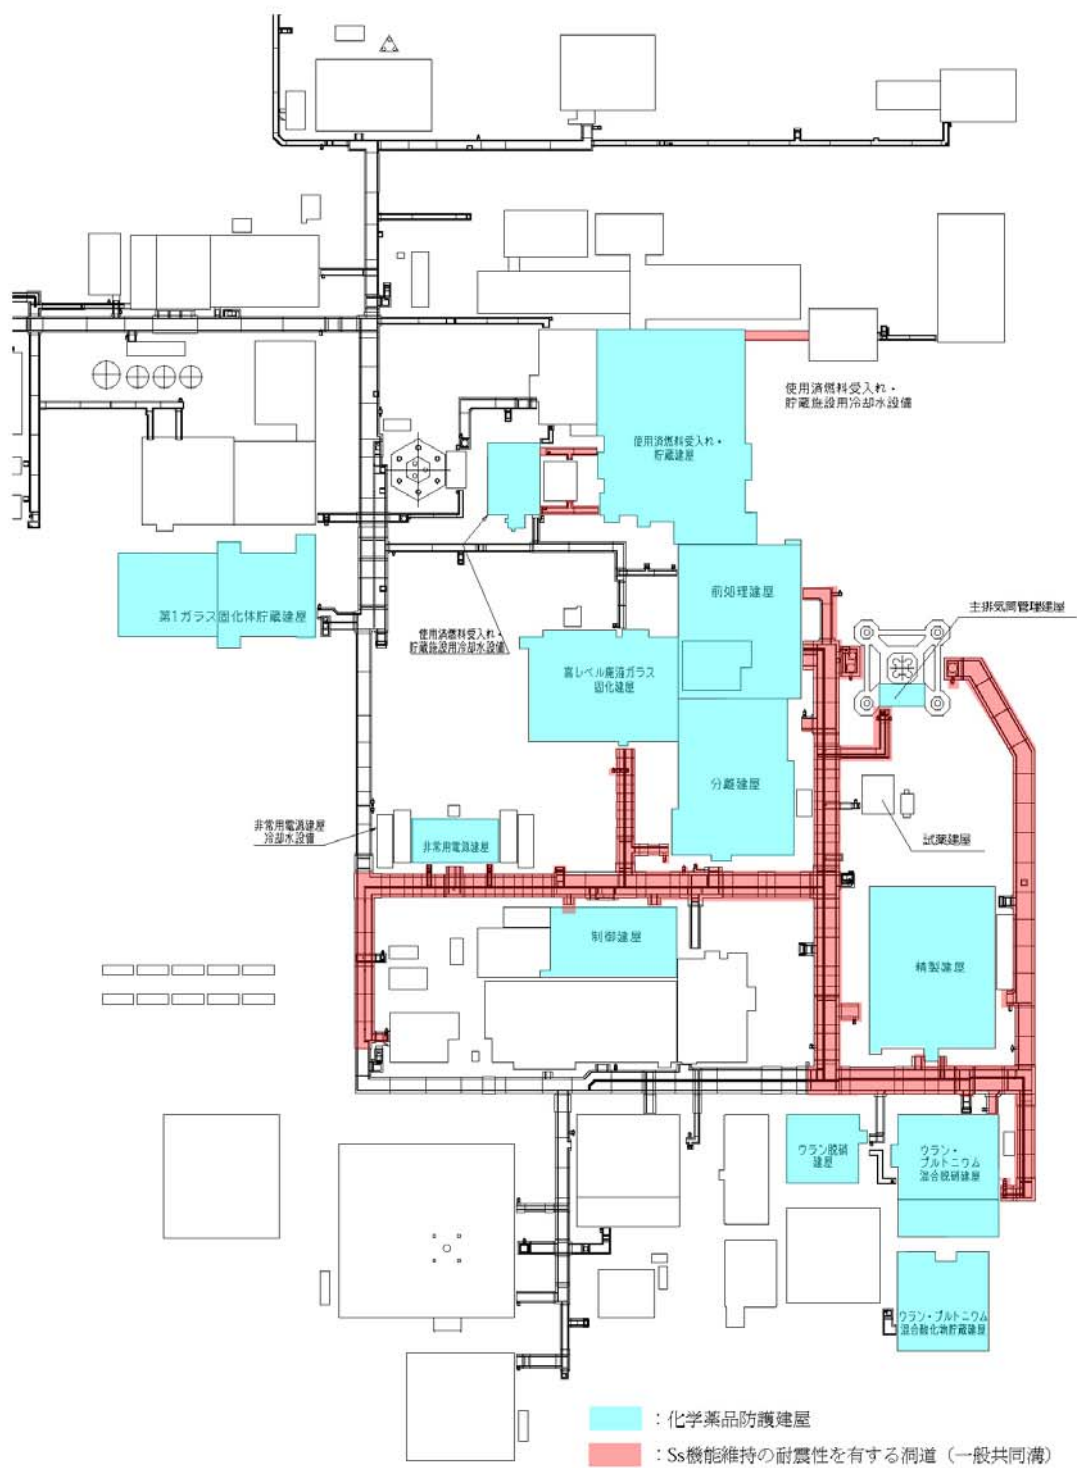 使用済燃料受入れ・
貯蔵施設用冷却水設備
使用済燃料受入れ・
貯蔵建屋
前処理建屋
主排気筒管理建屋
第1ガラス固化体貯蔵建屋
使用済燃料受入れ・
貯蔵施設用冷却水設備
高レベル廃液ガラス
固化建屋
分離建屋
非常用電源建屋
冷却水設備
非常用電源建屋
試薬建屋
制御建屋
精製建屋
ウラン脱硝
建屋
ウラン・
プルトニウム
混合脱硝建屋
ウラン・プルトニウム
混合酸化物貯蔵建屋
：化学薬品防護建屋
：Ss機能維持の耐震性を有する洞道（一般共同溝）